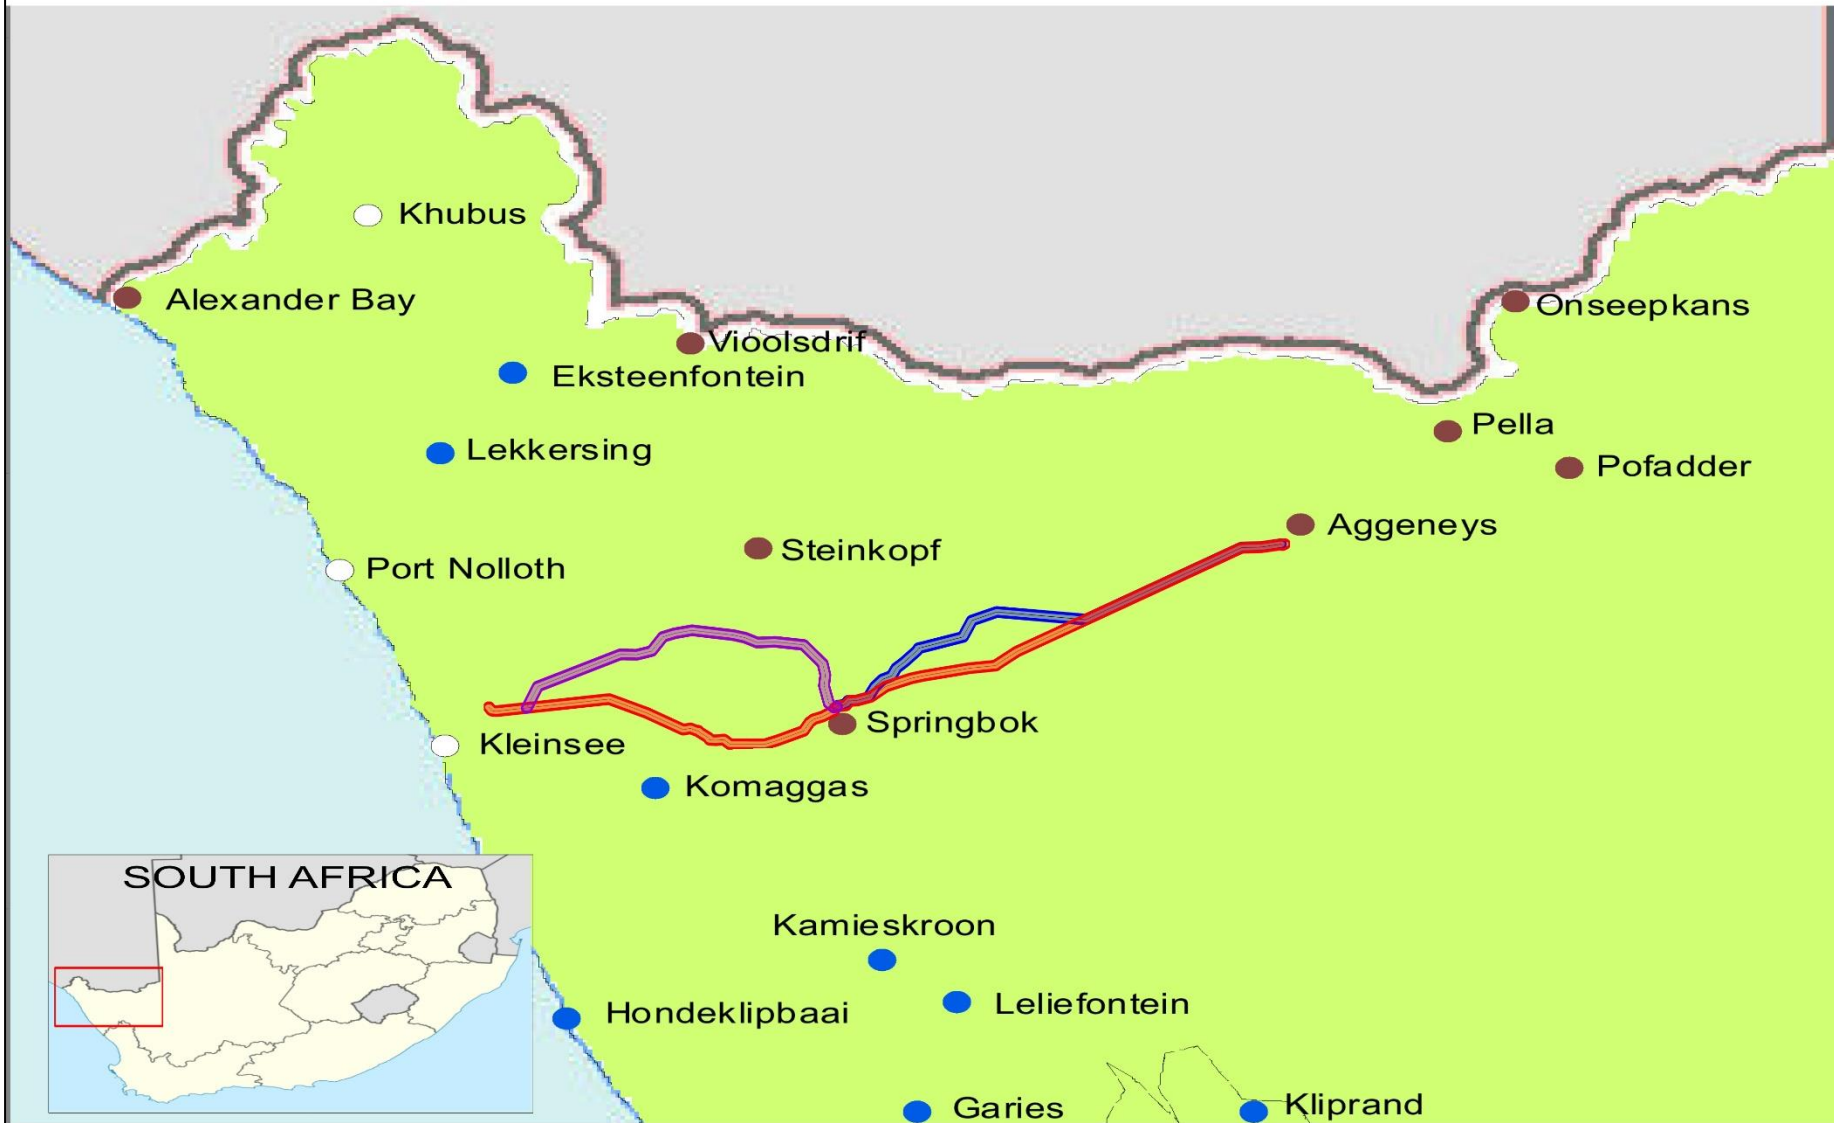 Khubus
Alexander Bay
Onseepkans
Vioolsdrif
Eksteenfontein
Pella
Lekkersing
Pofadder
Aggeneys
Steinkopf
Port Nolloth
Springbok
Kleinsee
Komaggas
SOUTH AFRICA
Kamieskroon
Leliefontein
Hondeklipbaai
Garies
Kliprand